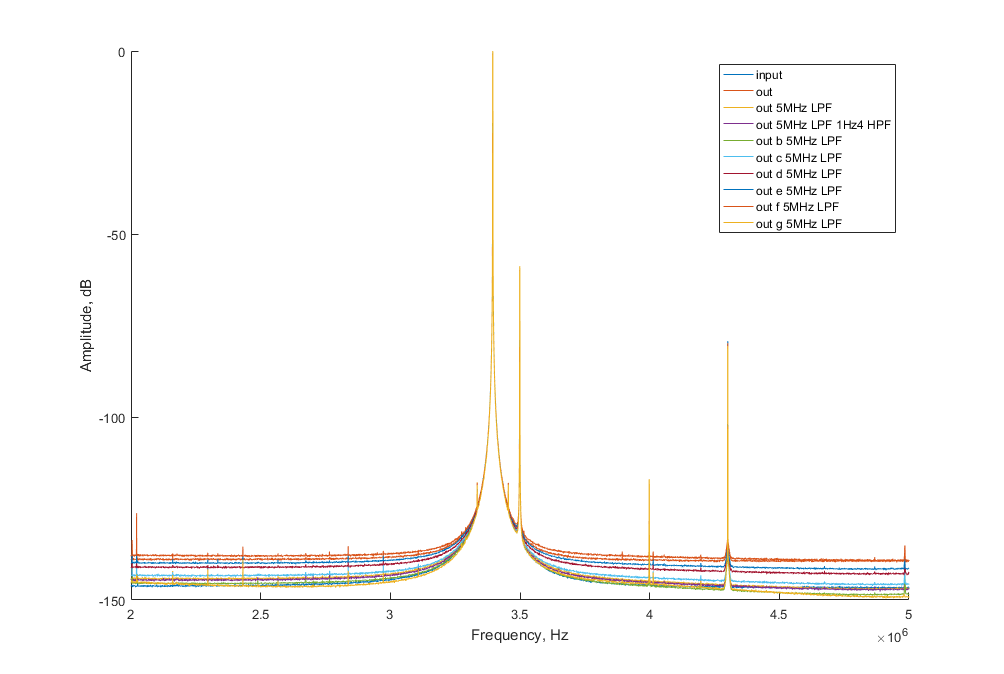 0
-50
-100
-150
Amplitude, dB
2
2.5
3
3.5
4
4.5
5
×10^6
Frequency, Hz
input
out
out 5MHz LPF
out 5MHz LPF 1Hz4 HPF
out b 5MHz LPF
out c 5MHz LPF
out d 5MHz LPF
out e 5MHz LPF
out f 5MHz LPF
out g 5MHz LPF